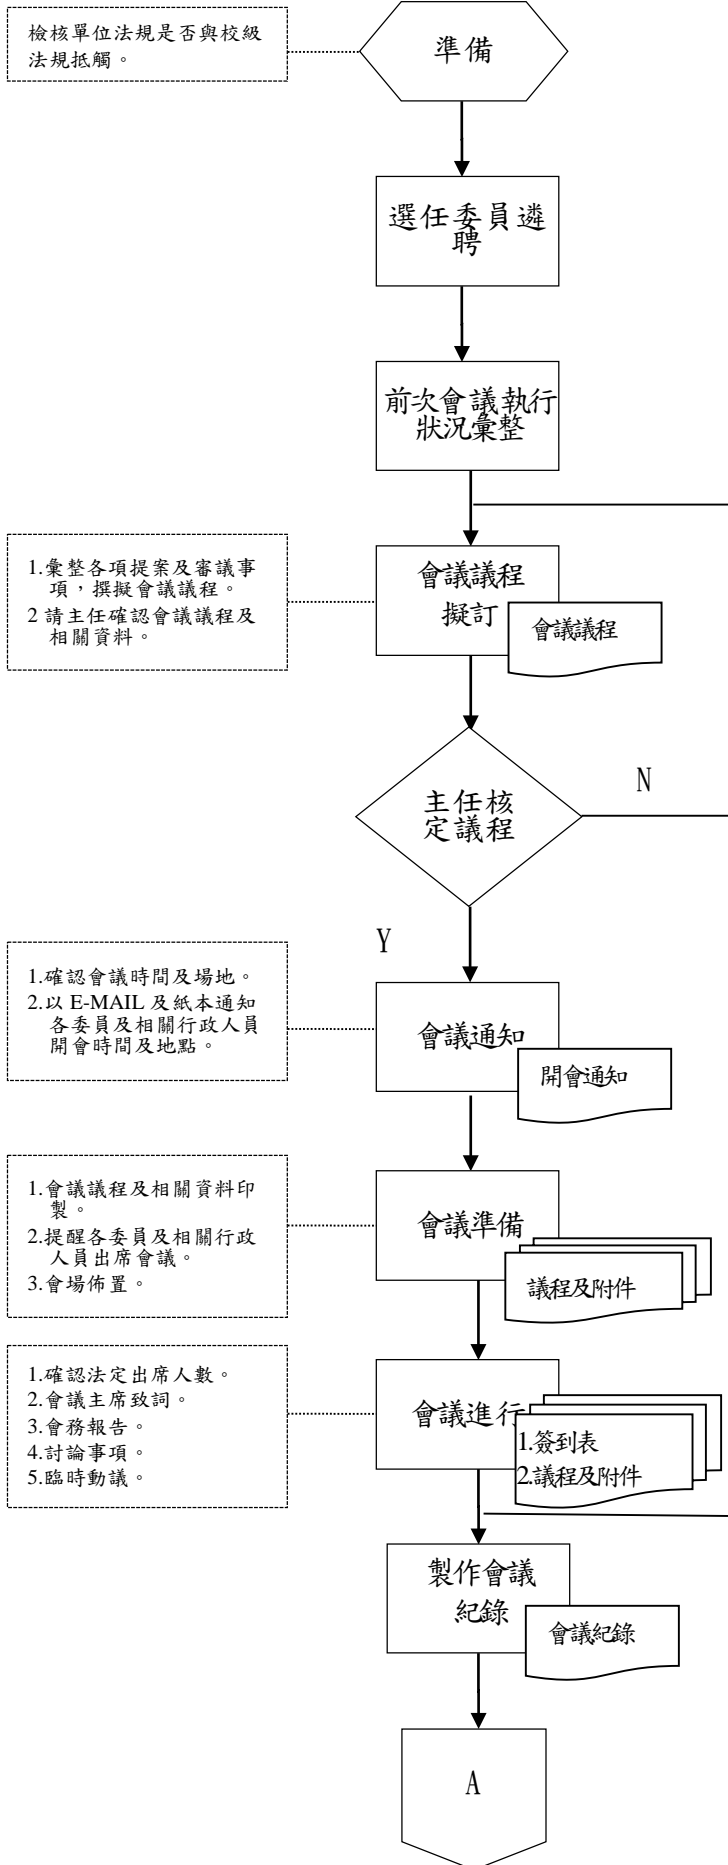 檢核單位法規是否與校級
法規抵觸。
準備
選任委員遴
聘
前次會議執行
狀況彙整
1.彙整各項提案及審議事
項，撰擬會議議程。
2 請主任確認會議議程及
相關資料。
會議議程
擬訂
會議議程
主任核
定議程
N
Y
1.確認會議時間及場地。
2.以 E-MAIL 及紙本通知
各委員及相關行政人員
開會時間及地點。
會議通知
開會通知
1.會議議程及相關資料印
製。
2.提醒各委員及相關行政
人員出席會議。
3.會場佈置。
會議準備
議程及附件
1.確認法定出席人數。
2.會議主席致詞。
3.會務報告。
4.討論事項。
5.臨時動議。
會議進行
1.簽到表
2.議程及附件
製作會議
紀錄
會議紀錄
A